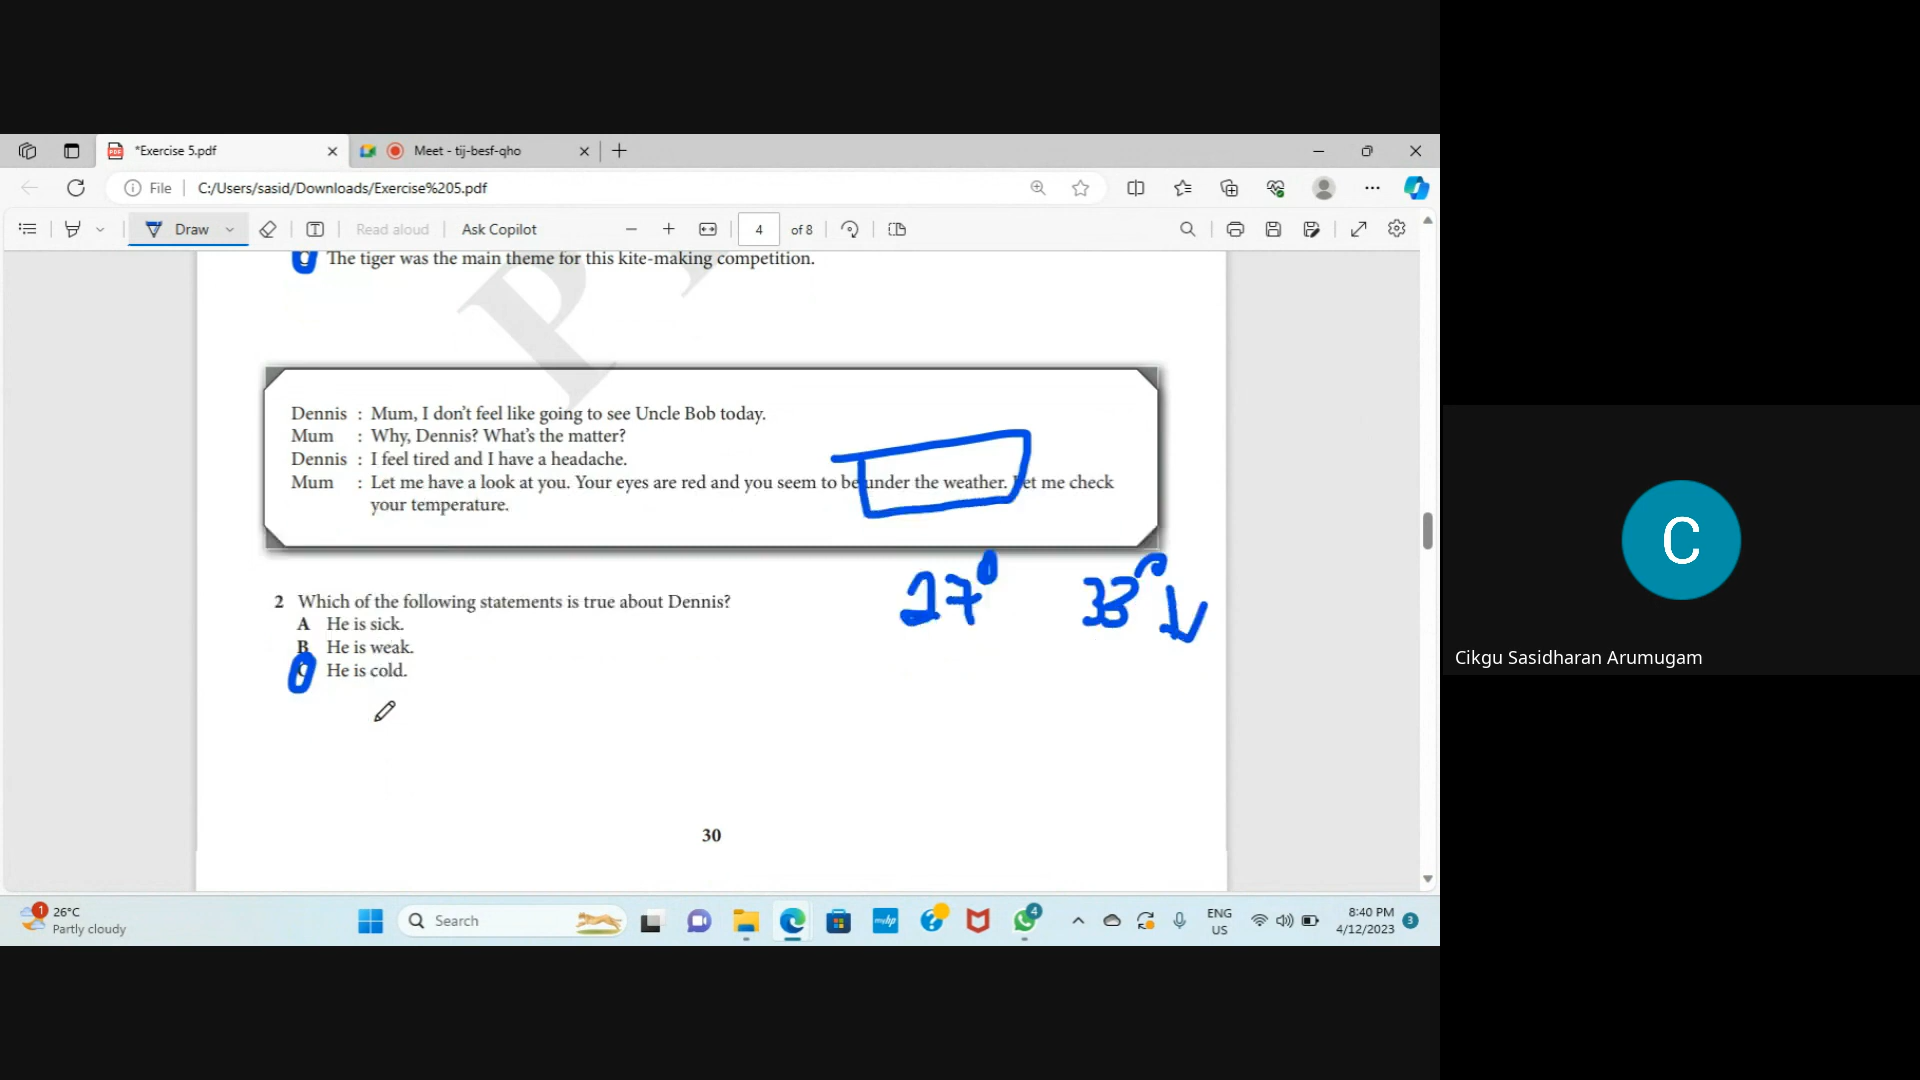 *Exercise 5.pdf
Meet - tij-besf-qho
File
C:/Users/sasid/Downloads/Exercise%205.pdf
Draw
Read aloud
Ask Copilot
4 of 8
The tiger was the main theme for this kite-making competition.
Dennis : Mum, I don't feel like going to see Uncle Bob today.
Mum : Why, Dennis? What's the matter?
Dennis : I feel tired and I have a headache.
Mum : Let me have a look at you. Your eyes are red and you seem to be under the weather. Let me check
your temperature.
27° 33°
2 Which of the following statements is true about Dennis?
A He is sick.
B He is weak.
C He is cold.
30
Cikgu Sasidharan Arumugam
C
1
26°C
Partly cloudy
Search
myhp
4
ENG
US
8:40 PM
4/12/2023
3